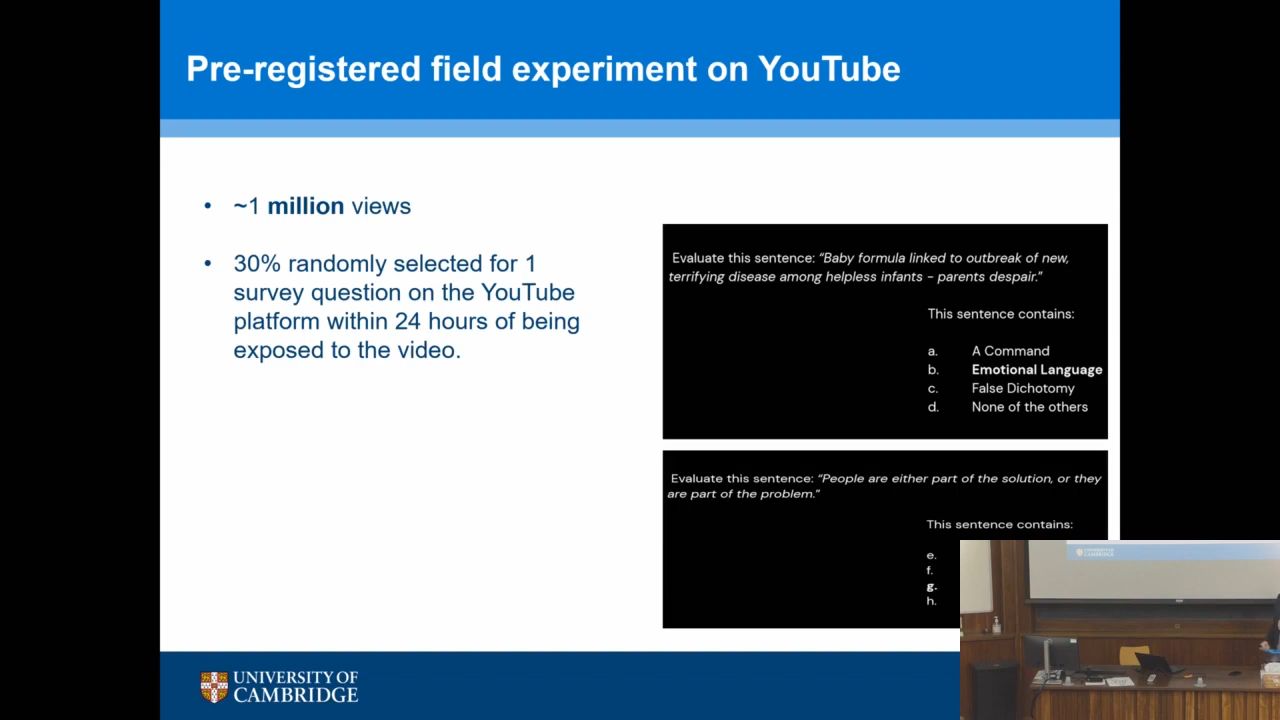 Pre-registered field experiment on YouTube
• ~1 million views
• 30% randomly selected for 1
survey question on the YouTube
platform within 24 hours of being
exposed to the video.
Evaluate this sentence: “Baby formula linked to outbreak of new,
terrifying disease among helpless infants - parents despair.”
This sentence contains:
a. A Command
b. Emotional Language
c. False Dichotomy
d. None of the others
Evaluate this sentence: “People are either part of the solution, or they
are part of the problem.”
This sentence contains:
e.
f.
g.
h.
UNIVERSITY OF
CAMBRIDGE
UNIVERSITY OF
CAMBRIDGE